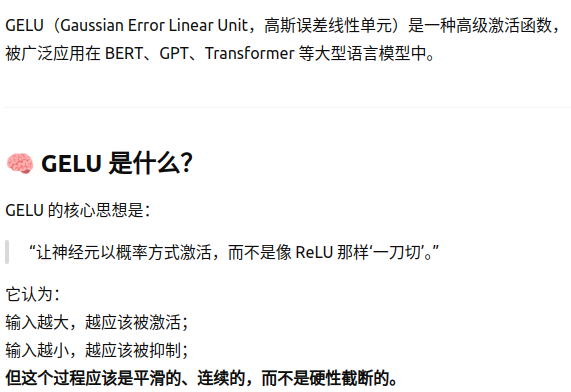 GELU（Gaussian Error Linear Unit，高斯误差线性单元）是一种高级激活函数，
被广泛应用在 BERT、GPT、Transformer 等大型语言模型中。
🧠 GELU 是什么？
GELU 的核心思想是：
“让神经元以概率方式激活，而不是像 ReLU 那样‘一刀切’。”
它认为：
输入越大，越应该被激活；
输入越小，越应该被抑制；
但这个过程应该是平滑的、连续的，而不是硬性截断的。